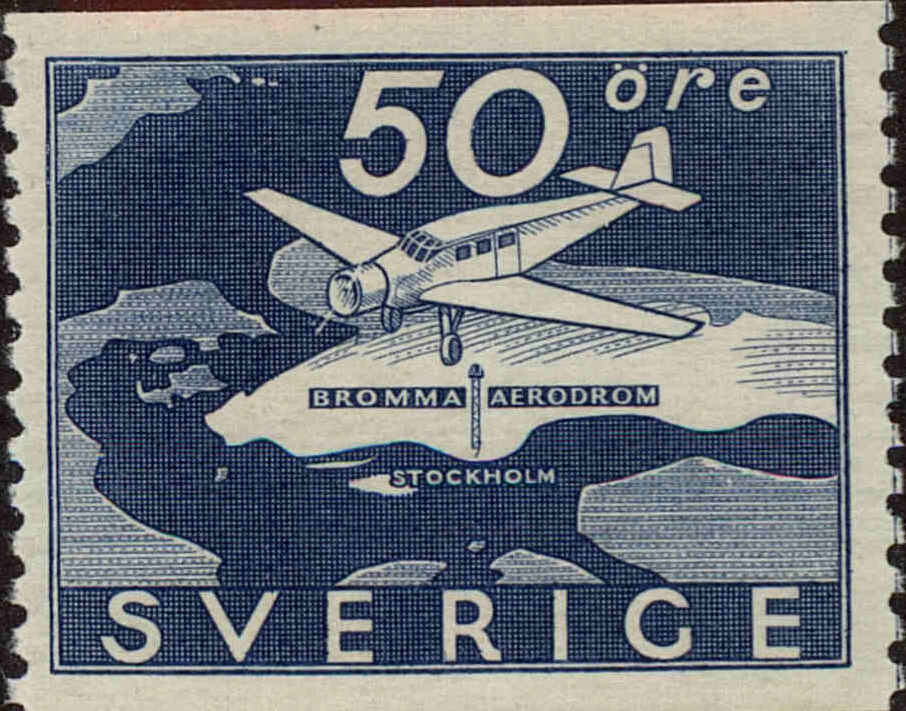 50 öre
BROMMA AERODROM
STOCKHOLM
SVERIGE